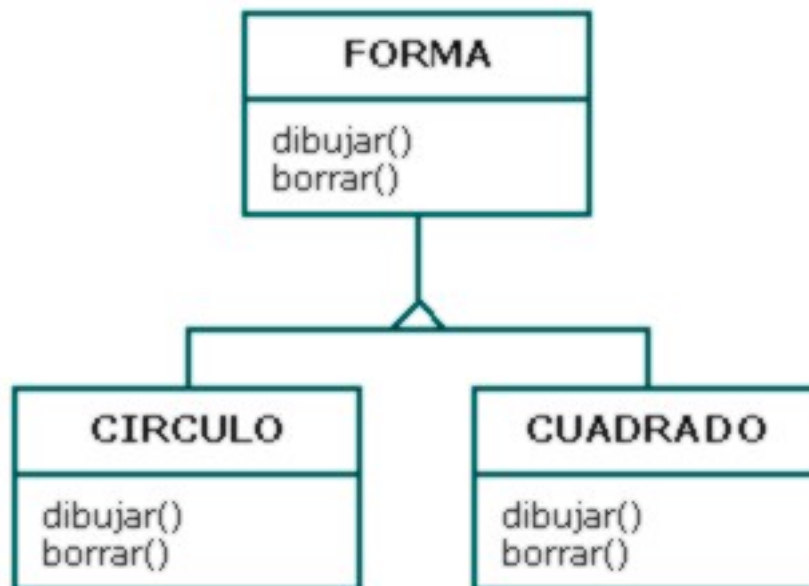 FORMA
dibujar()
borrar()
CIRCULO
dibujar()
borrar()
CUADRADO
dibujar()
borrar()